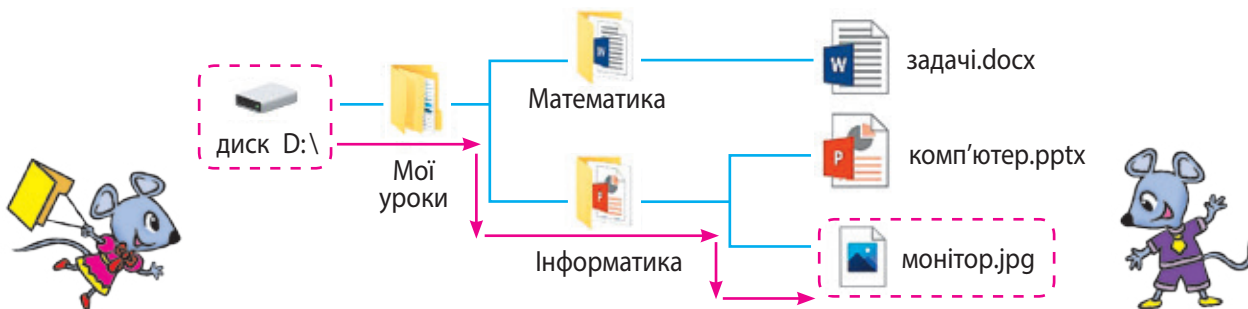 диск D:\
Мої
уроки
Математика
Інформатика
W
задачі.docx
P
комп’ютер.pptx
монітор.jpg